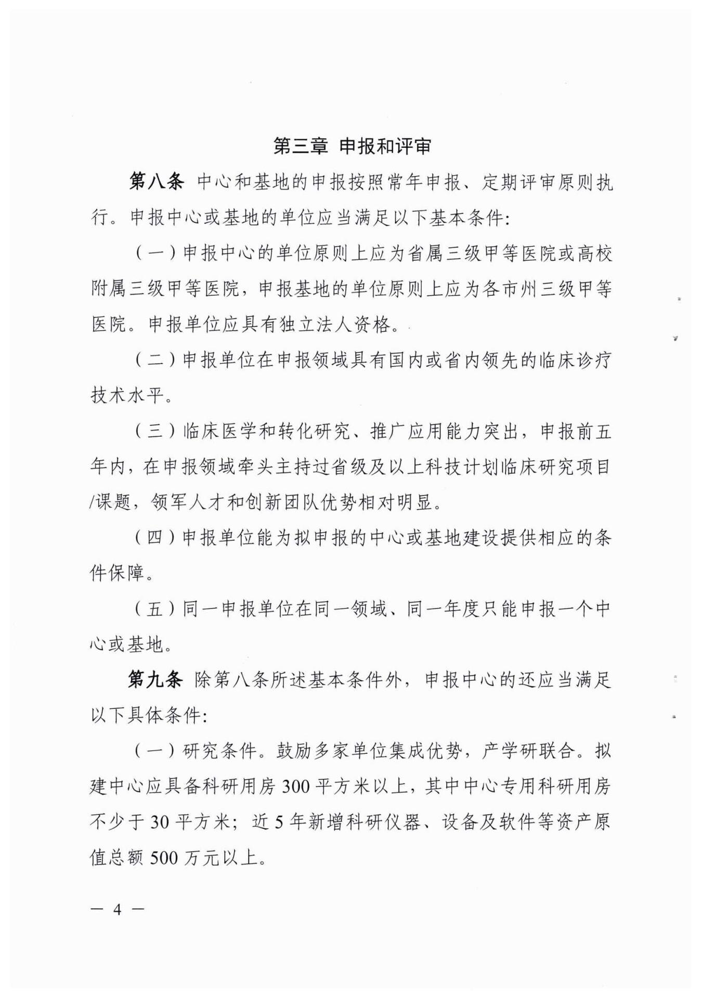 第三章 申报和评审
第八条 中心和基地的申报按照常年申报、定期评审原则执
行。申报中心或基地的单位应当满足以下基本条件：
（一）申报中心的单位原则上应为省属三级甲等医院或高校
附属三级甲等医院，申报基地的单位原则上应为各市州三级甲等
医院。申报单位应具有独立法人资格。
（二）申报单位在申报领域具有国内或省内领先的临床诊疗
技术水平。
（三）临床医学和转化研究、推广应用能力突出，申报前五
年内，在申报领域牵头主持过省级及以上科技计划临床研究项目
/课题，领军人才和创新团队优势相对明显。
（四）申报单位能为拟申报的中心或基地建设提供相应的条
件保障。
（五）同一申报单位在同一领域、同一年度只能申报一个中
心或基地。
第九条 除第八条所述基本条件外，申报中心的还应当满足
以下具体条件：
（一）研究条件。鼓励多家单位集成优势，产学研联合。拟
建中心应具备科研用房 300 平方米以上，其中中心专用科研用房
不少于 30 平方米；近 5 年新增科研仪器、设备及软件等资产原
值总额 500 万元以上。
— 4 —